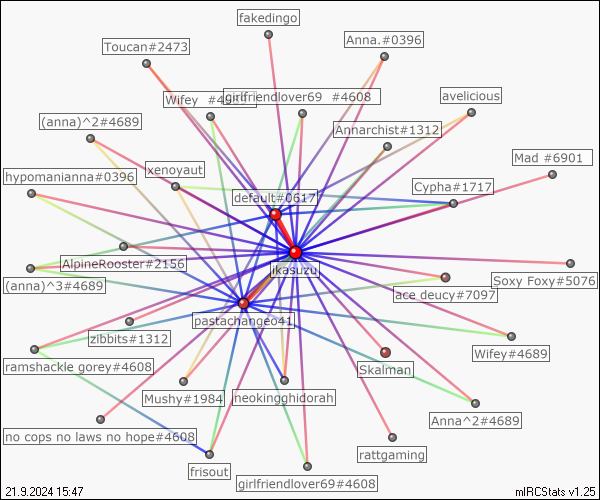 fakedingo
Anna.#0396
Toucan#2473
Wifey #4
girlfriendlover69 #4608
avelicious
(anna)^2#4689
Annarchist#1312
Mad #6901
hypomanianna#0396
xenoyaut
Cypha#1717
default#0617
AlpineRooster#2156
ikasuzu
Soxy Foxy#5076
(anna)^3#4689
ace deucy#7097
pastachangeo41
zibbits#1312
Wifey#4689
ramshackle gorey#4608
Skalman
Mushy#1984
neokingghidorah
Anna^2#4689
no cops no laws no hope#4608
rattgaming
frisout
girlfriendlover69#4608
21.9.2024 15:47
mIRCStats v1.25